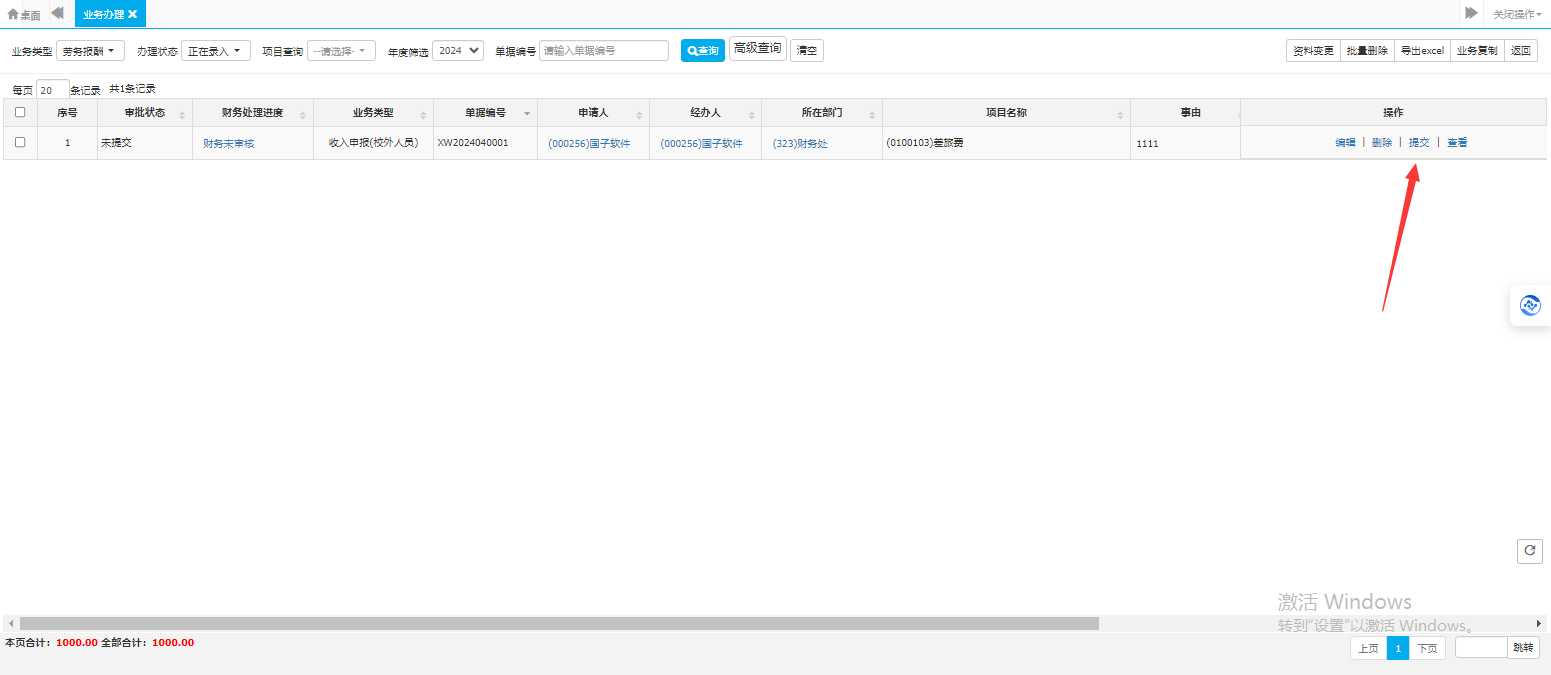 桌面 业务办理 关闭操作
业务类型 劳务报酬 办理状态 正在录入 项目查询 --请选择- 年度筛选 2024 单据编号 请输入单据编号 查询 高级查询 清空 资料变更 批量删除 导出excel 业务复制 返回
每页 20 条记录 共1条记录
序号 审批状态 财务处理进度 业务类型 单据编号 申请人 经办人 所在部门 项目名称 事由 操作
1 未提交 财务未审核 收入申报(校外人员) XW2024040001 (000256)国子软件 (000256)国子软件 (323)财务处 (0100103)差旅费 1111 编辑 | 删除 | 提交 | 查看
激活 Windows
转到“设置”以激活 Windows。
本页合计：1000.00 全部合计：1000.00
上页 1 下页 跳转